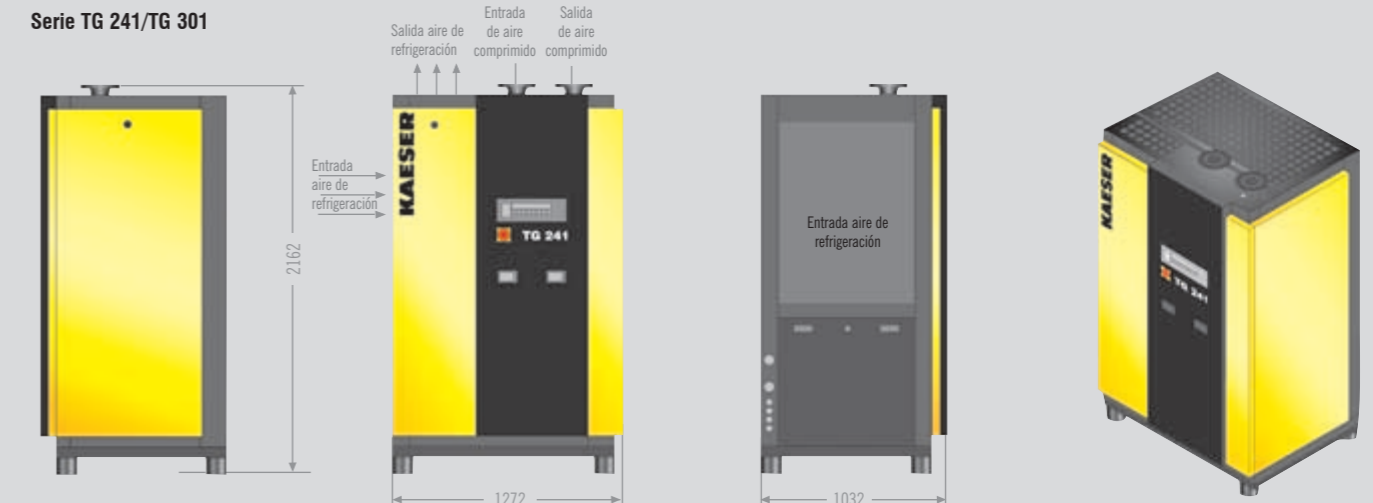 Serie TG 241/TG 301
Salida aire de
refrigeración
Entrada
de aire
comprimido
Salida
de aire
comprimido
Entrada
aire de
refrigeración
2162
KAESER
TG 241
1272
Entrada aire de
refrigeración
1032
KAESER
TG 241